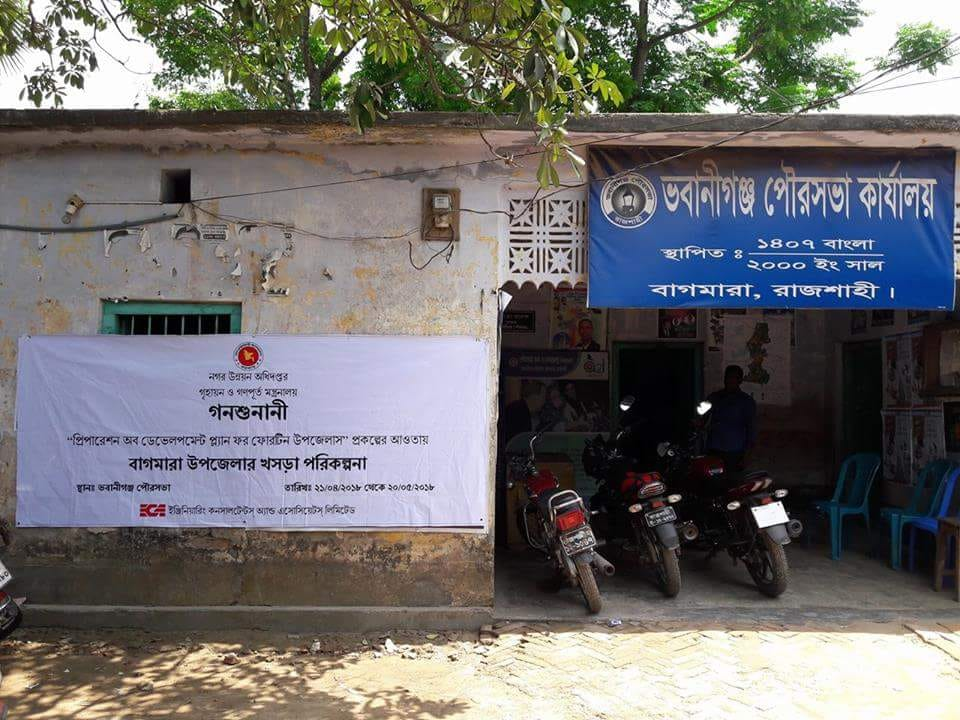 নগর উন্নয়ন অধিদপ্তর
গৃহায়ন ও গণপূর্ত মন্ত্রনালয়
গনশুনানী
“প্রিপারেশন অব ডেভেলপমেন্ট প্ল্যান ফর ফোরটিন উপজেলাস” প্রকল্পের আওতায়
বাগমারা উপজেলার খসড়া পরিকল্পনা
স্থানঃ ভবানীগঞ্জ পৌরসভা তারিখঃ ২১/০৪/২০১৮ থেকে ২০/০৫/২০১৮
ইঞ্জিনিয়ারিং কনসালটেন্টস্ অ্যান্ড এসোসিয়েটস্ লিমিটেড
ভবানীগঞ্জ পৌরসভা কার্যালয়
স্থাপিত : ১৪০৭ বাংলা
২০০০ ইং সাল
বাগমারা, রাজশাহী ।